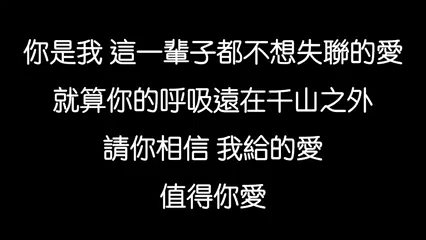 你是我 這一輩子都不想失聯的愛
就算你的呼吸遠在千山之外
請你相信 我給的愛
值得你愛